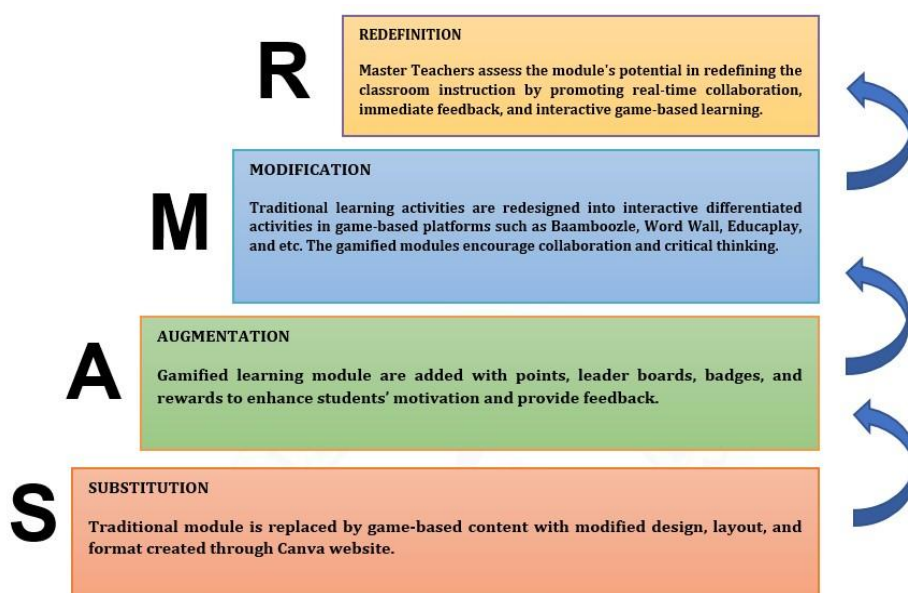 R
REDEFINITION
Master Teachers assess the module's potential in redefining the
classroom instruction by promoting real-time collaboration,
immediate feedback, and interactive game-based learning.
M
MODIFICATION
Traditional learning activities are redesigned into interactive differentiated
activities in game-based platforms such as Baamboozle, Word Wall, Educaplay,
and etc. The gamified modules encourage collaboration and critical thinking.
A
AUGMENTATION
Gamified learning module are added with points, leader boards, badges, and
rewards to enhance students' motivation and provide feedback.
S
SUBSTITUTION
Traditional module is replaced by game-based content with modified design, layout, and
format created through Canva website.